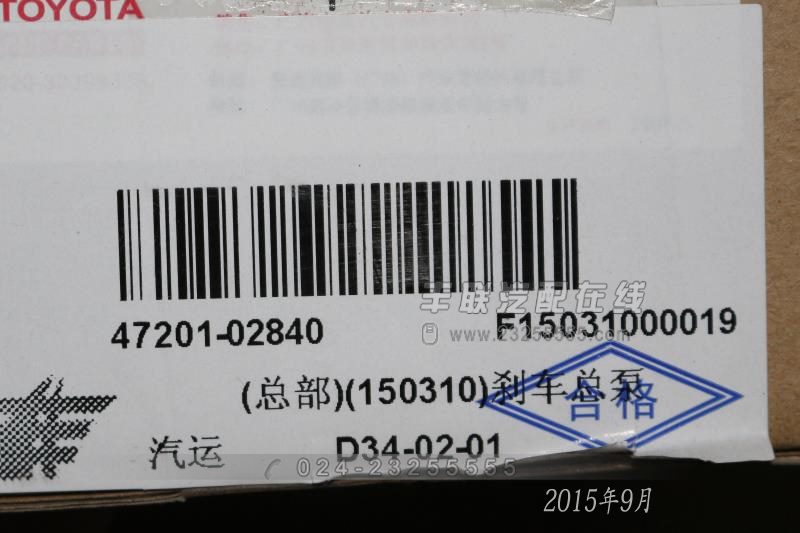 TOYOTA
丰联汽配在线
www.23255555.com
47201-02840
F15031000019
(总部)(150310)刹车总泵
合格
汽运
D34-02-01
024-23255555
2015年9月